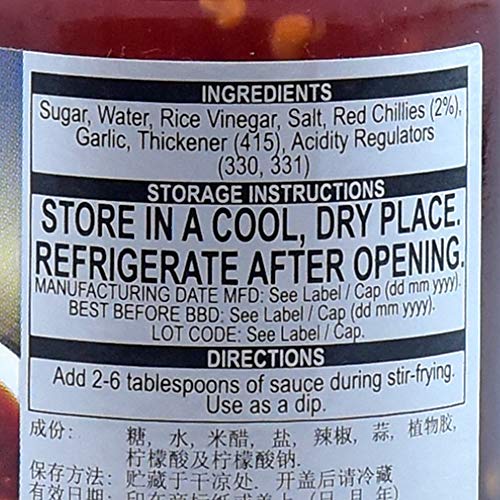 INGREDIENTS
Sugar, Water, Rice Vinegar, Salt, Red Chillies (2%),
Garlic, Thickener (415), Acidity Regulators
(330, 331)
STORAGE INSTRUCTIONS
STORE IN A COOL, DRY PLACE.
REFRIGERATE AFTER OPENING.
MANUFACTURING DATE MFD: See Label / Cap (dd mm yyyy).
BEST BEFORE BBD: See Label / Cap (dd mm yyyy).
LOT CODE: See Label / Cap.
DIRECTIONS
Add 2-6 tablespoons of sauce during stir-frying.
Use as a dip.
成份: 糖, 水, 米醋, 盐, 辣椒, 蒜, 植物胶,
柠檬酸及柠檬酸钠.
保存方法: 贮藏于干凉处. 开盖后请冷藏
有效日期: